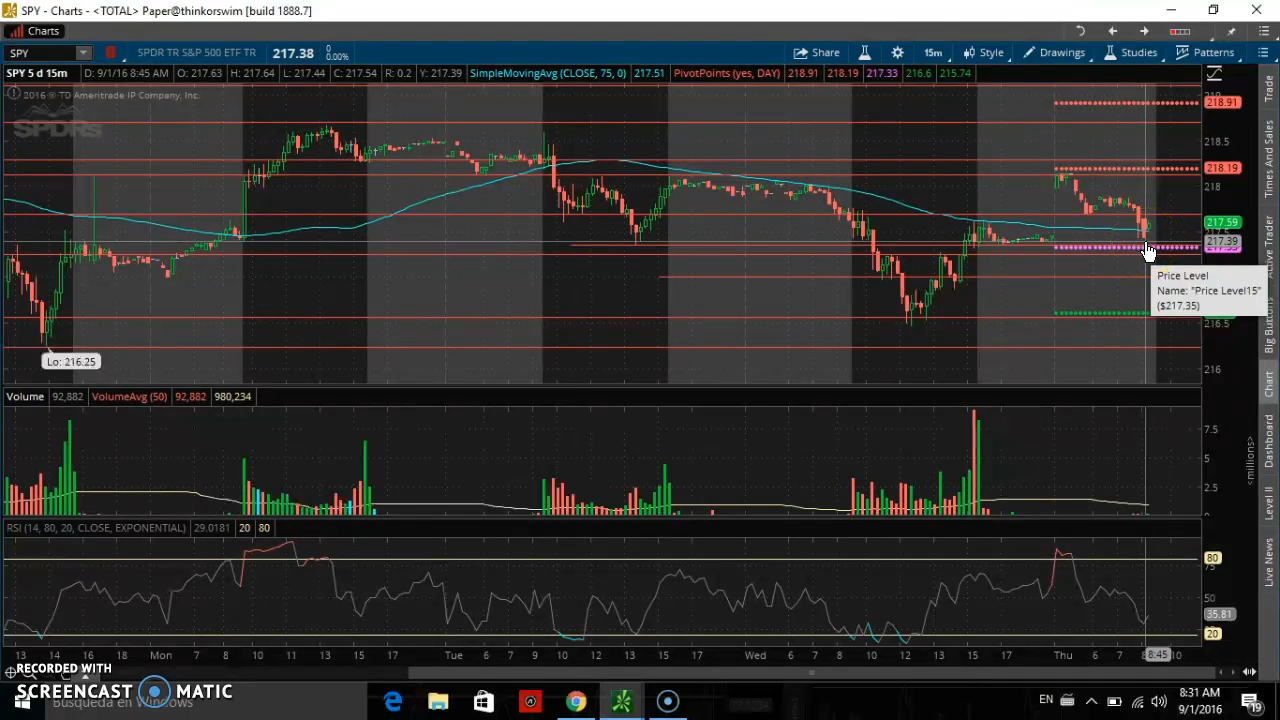 SPY - Charts - <TOTAL> Paper@thinkorswim [build 1888.7]
Charts
SPY SPDR TR S&P 500 ETF TR 217.38 0 0.00% Share 15m Style Drawings Studies Patterns
SPY 5 d 15m D: 9/1/16 8:45 AM O: 217.63 H: 217.64 L: 217.44 C: 217.54 R: 0.2 Y: 217.39 SimpleMovingAvg (CLOSE, 75, 0) 217.51 PivotPoints (yes, DAY) 218.91 218.19 217.33 216.6 215.74
2016 © TD Ameritrade IP Company, Inc.
SPDRs
218.91
218.5
218.19
218
217.59
217.39
Price Level
Name: "Price Level15"
($217.35)
216.5
Lo: 216.25
216
Volume 92,882 VolumeAvg (50) 92,882 980,234
7.5
5
2.5
<millions>
RSI (14, 80, 20, CLOSE, EXPONENTIAL) 29.0181 20 80
80
75
50
35.81
20
13 14 16 18 Mon 7 8 10 11 12 13 14 15 17 Tue 6 7 9 10 12 13 15 17 Wed 6 7 8 10 12 13 15 17 Thu 6 7 8:45 10
Trade
Times And Sales
Active Trader
Big Buttons
Chart
Dashboard
Level II
Live News
RECORDED WITH
SCREENCAST MATIC
Búsqueda en Windows
EN
8:31 AM
9/1/2016
19